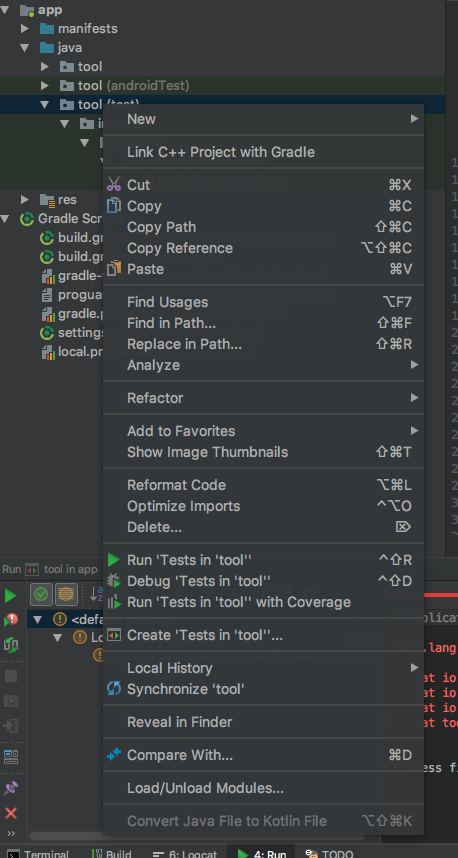 app
manifests
java
tool
tool (androidTest)
tool (test)
New
Link C++ Project with Gradle
Cut ⌘X
Copy ⌘C
Copy Path ⇧⌘C
Copy Reference ⌥⇧⌘C
Paste ⌘V
Find Usages ⌥F7
Find in Path... ⇧⌘F
Replace in Path... ⇧⌘R
Analyze
Refactor
Add to Favorites
Show Image Thumbnails ⇧⌘T
Reformat Code ⌥⌘L
Optimize Imports ^⌥O
Delete... ⌦
Run 'Tests in 'tool'' ^⇧R
Debug 'Tests in 'tool'' ^⇧D
Run 'Tests in 'tool'' with Coverage
Create 'Tests in 'tool''...
Local History
Synchronize 'tool'
Reveal in Finder
Compare With... ⌘D
Load/Unload Modules...
Convert Java File to Kotlin File ⌥⇧⌘K
res
Gradle Scr
build.gr
build.gr
gradle-
progua
gradle.p
setting
local.pr
Run tool in app
<def
Lo
plicat
.lang
at io
at io
at io
at too
ess fi
Terminal
Build
6: Logcat
4: Run
TODO